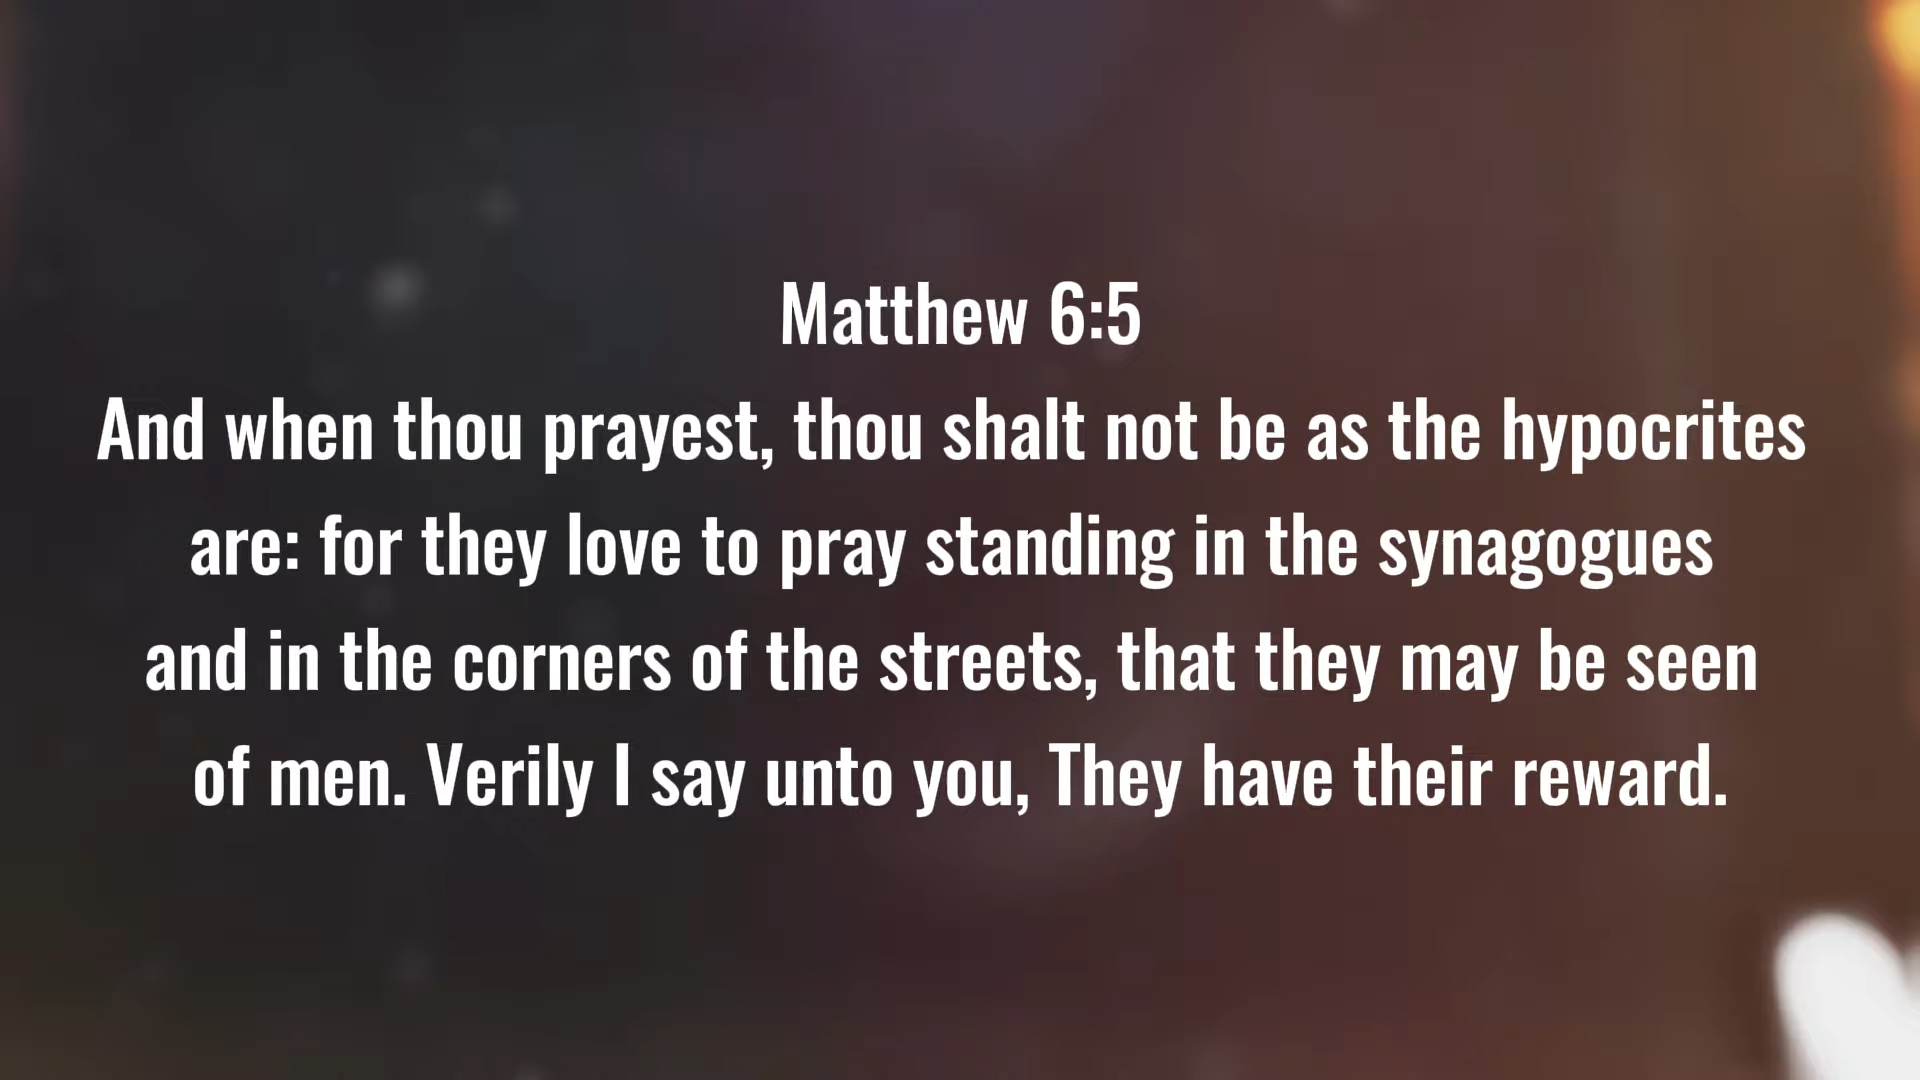 Matthew 6:5
And when thou prayest, thou shalt not be as the hypocrites
are: for they love to pray standing in the synagogues
and in the corners of the streets, that they may be seen
of men. Verily I say unto you, They have their reward.